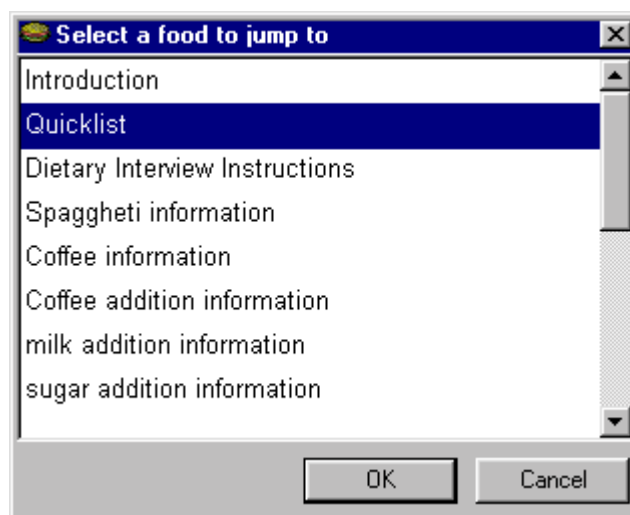 Select a food to jump to
Introduction
Quicklist
Dietary Interview Instructions
Spaggheti information
Coffee information
Coffee addition information
milk addition information
sugar addition information
OK
Cancel